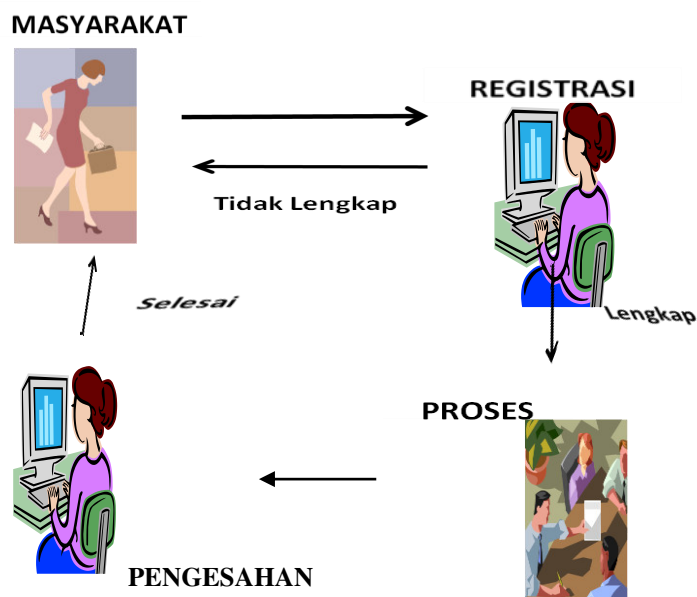 MASYARAKAT
REGISTRASI
Tidak Lengkap
Selesai
Lengkap
PROSES
PENGESAHAN